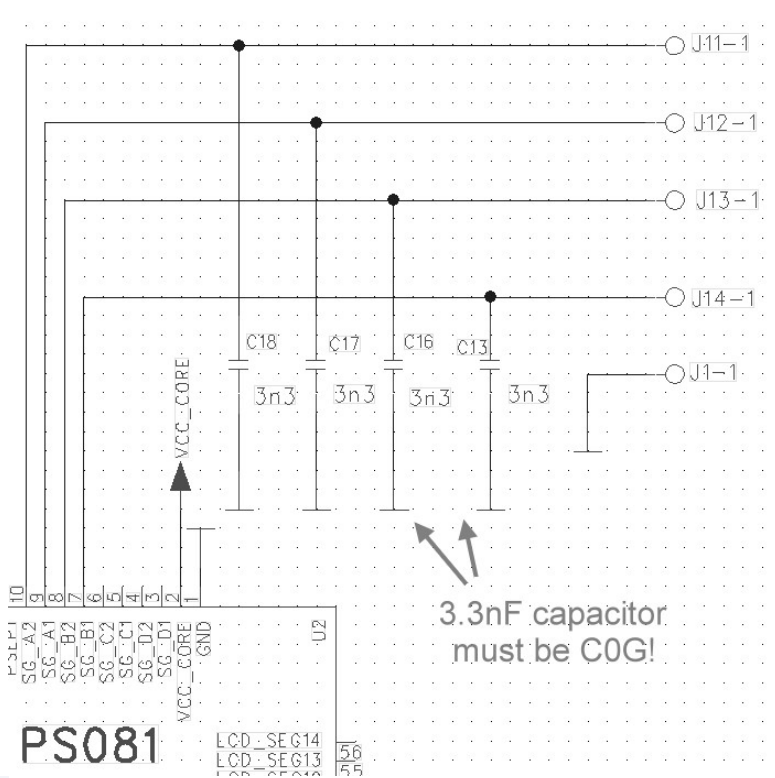 J11-1
J12-1
J13-1
J14-1
C18
C17
C16
C13
J1-1
3n3
3n3
3n3
3n3
VCC_CORE
3.3nF capacitor
must be C0G!
10
9
8
7
6
5
4
3
2
1
SG_A2
SG_A1
SG_B2
SG_B1
SG_C2
SG_C1
SG_D2
SG_D1
VCC_CORE
GND
U2
PS081
LCD_SEG14
56
LCD_SEG13
55